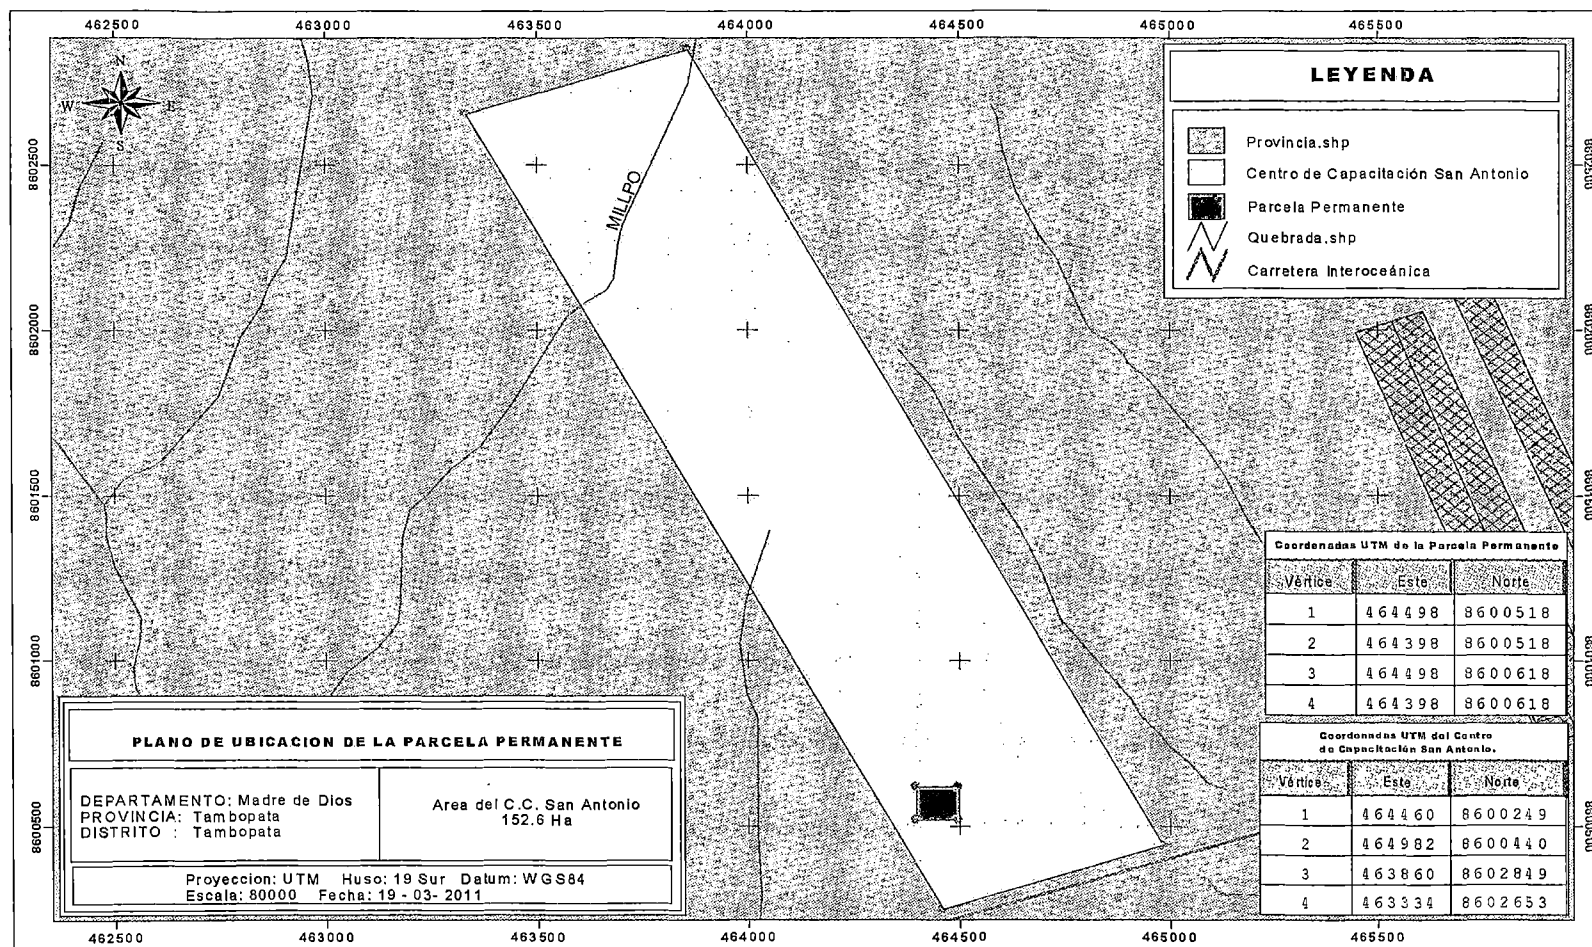 462500 463000 463500 464000 464500 465000 465500
N
W E
S
LEYENDA
Provincia.shp
Centro de Capacitación San Antonio
Parcela Permanente
Quebrada.shp
Carretera Interoceánica
8602500 8602500
MILLPO
8602000 8602000
8601500 8601500
8601000 8601000
8600500 8600500
Coordenadas UTM de la Parcela Permanente
Vértice Este Norte
1 464498 8600518
2 464398 8600518
3 464498 8600618
4 464398 8600618
Coordenadas UTM del Centro
de Capacitación San Antonio.
Vértice Este Norte
1 464460 8600249
2 464982 8600440
3 463860 8602849
4 463334 8602653
PLANO DE UBICACION DE LA PARCELA PERMANENTE
DEPARTAMENTO: Madre de Dios
PROVINCIA: Tambopata
DISTRITO : Tambopata
Area del C.C. San Antonio
152.6 Ha
Proyeccion: UTM Huso: 19 Sur Datum: WGS84
Escala: 80000 Fecha: 19 - 03- 2011
462500 463000 463500 464000 464500 465000 465500